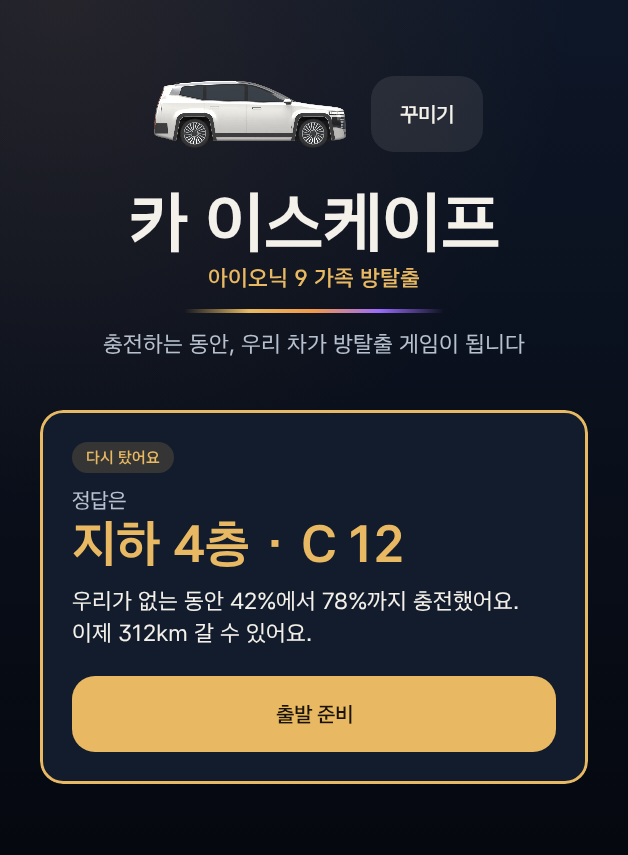 꾸미기
카 이스케이프
아이오닉 9 가족 방탈출
충전하는 동안, 우리 차가 방탈출 게임이 됩니다
다시 탔어요
정답은
지하 4층 · C 12
우리가 없는 동안 42%에서 78%까지 충전했어요.
이제 312km 갈 수 있어요.
출발 준비